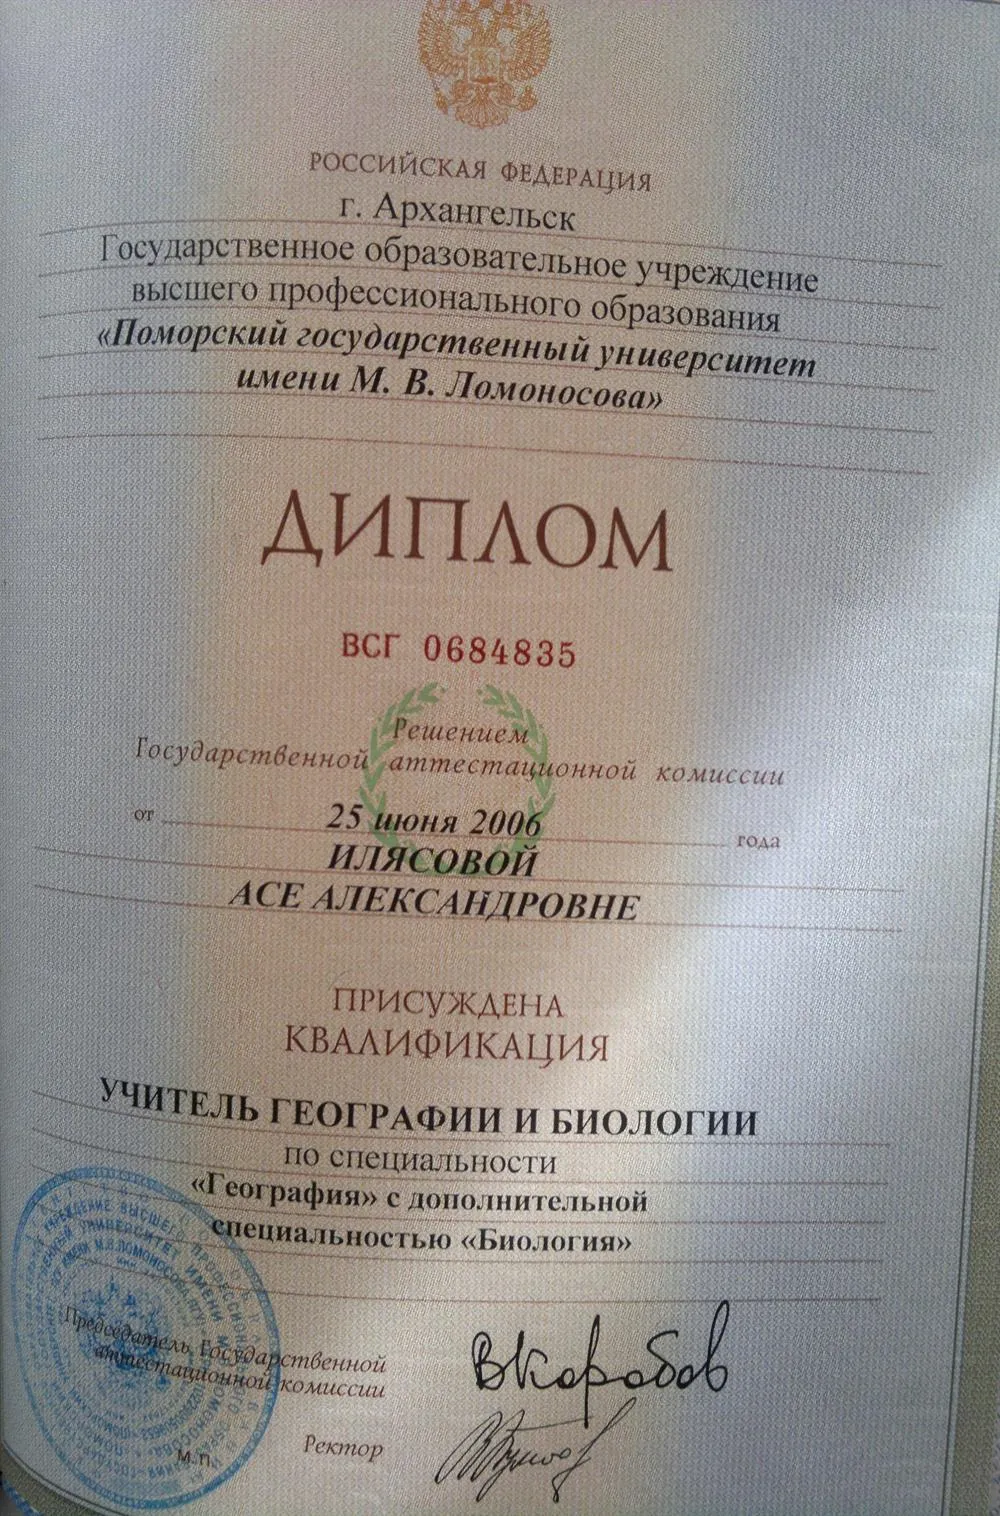 РОССИЙСКАЯ ФЕДЕРАЦИЯ
г. Архангельск
Государственное образовательное учреждение
высшего профессионального образования
«Поморский государственный университет
имени М. В. Ломоносова»
ДИПЛОМ
ВСГ 0684835
Решением
Государственной аттестационной комиссии
от 25 июня 2006 года
ИЛЯСОВОЙ
АСЕ АЛЕКСАНДРОВНЕ
ПРИСУЖДЕНА
КВАЛИФИКАЦИЯ
УЧИТЕЛЬ ГЕОГРАФИИ И БИОЛОГИИ
по специальности
«География» с дополнительной
специальностью «Биология»
Председатель Государственной
аттестационной комиссии
ВКоробов
Ректор
М. П.